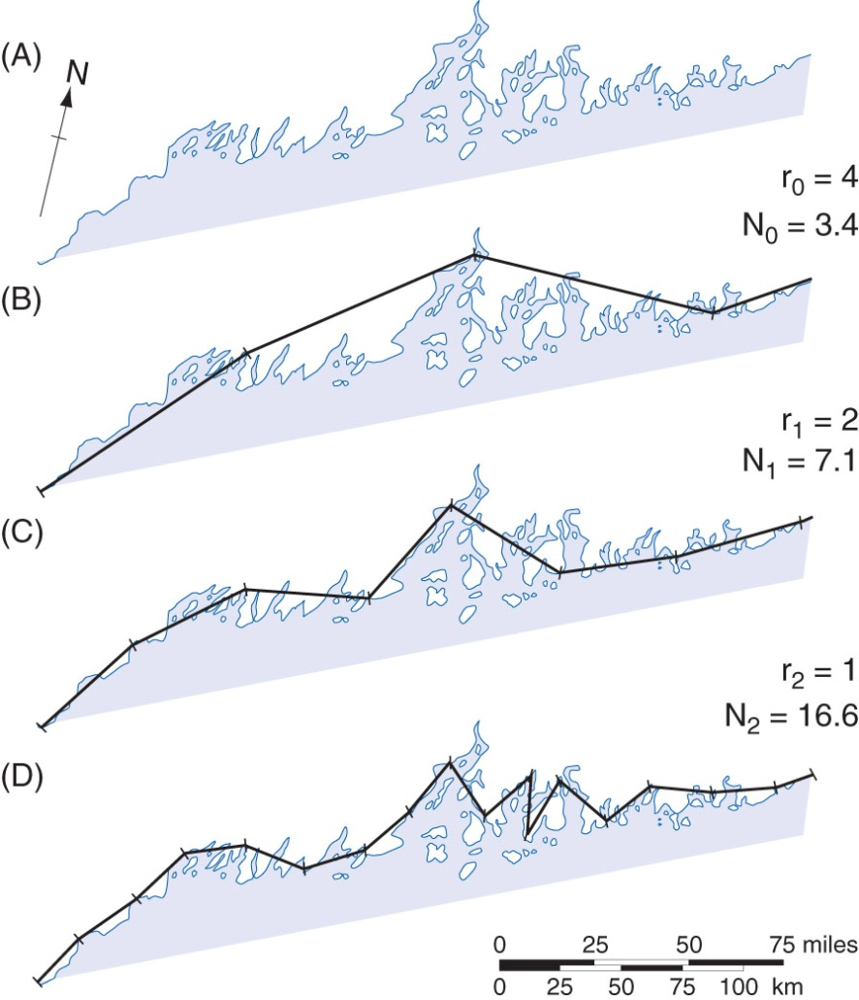 (A)
N
r0 = 4
N0 = 3.4
(B)
r1 = 2
N1 = 7.1
(C)
r2 = 1
N2 = 16.6
(D)
0 25 50 75 miles
0 25 50 75 100 km